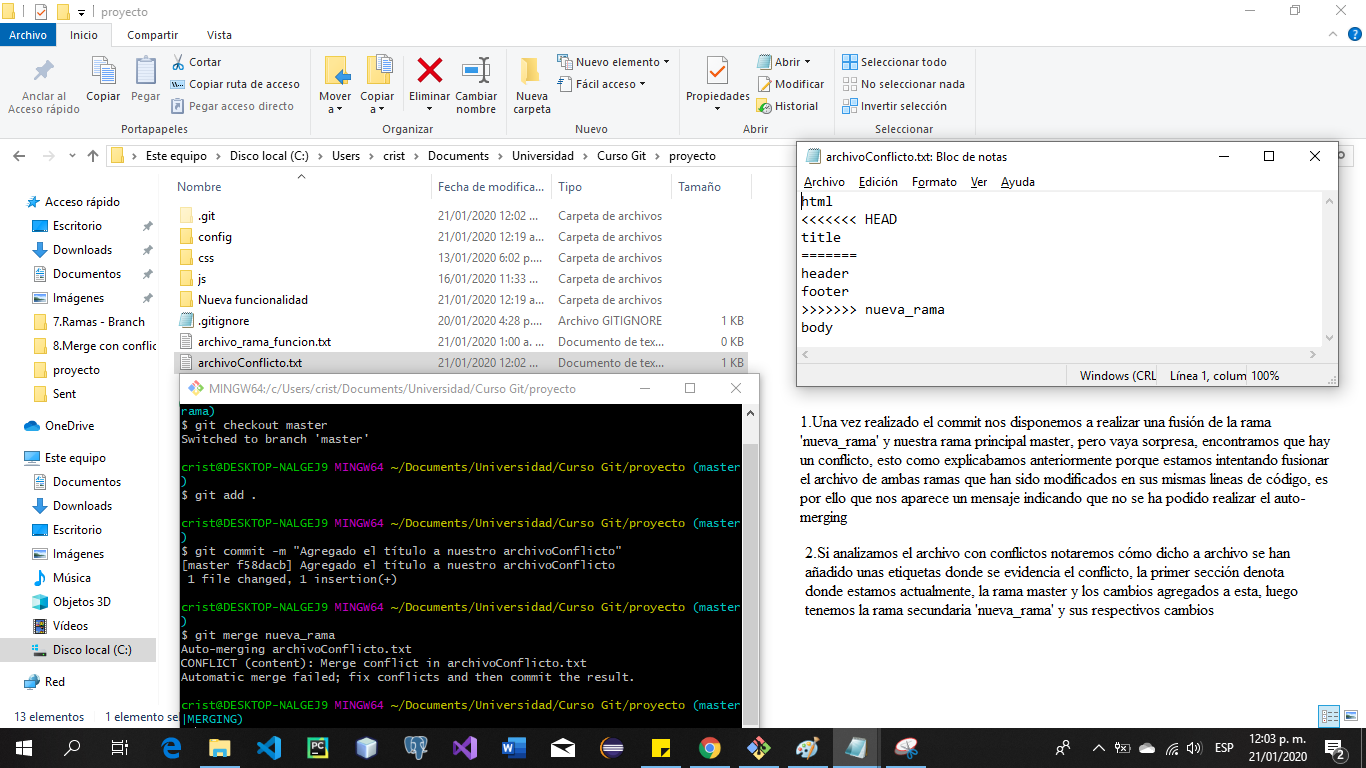 proyecto
Archivo Inicio Compartir Vista
Anclar al Acceso rápido
Copiar
Pegar
Cortar
Copiar ruta de acceso
Pegar acceso directo
Portapapeles
Mover a
Copiar a
Eliminar
Cambiar nombre
Organizar
Nueva carpeta
Nuevo elemento
Fácil acceso
Nuevo
Propiedades
Abrir
Modificar
Historial
Abrir
Seleccionar todo
No seleccionar nada
Invertir selección
Seleccionar
Este equipo > Disco local (C:) > Users > crist > Documents > Universidad > Curso Git > proyecto
Acceso rápido
Escritorio
Downloads
Documentos
Imágenes
7.Ramas - Branch
8.Merge con conflic
proyecto
Sent
OneDrive
Este equipo
Documentos
Downloads
Escritorio
Imágenes
Música
Objetos 3D
Vídeos
Disco local (C:)
Red
13 elementos 1 elemento sel
Nombre Fecha de modifica... Tipo Tamaño
.git 21/01/2020 12:02 ... Carpeta de archivos
config 21/01/2020 12:19 a... Carpeta de archivos
css 13/01/2020 6:02 p.... Carpeta de archivos
js 16/01/2020 11:33 ... Carpeta de archivos
Nueva funcionalidad 21/01/2020 12:19 a... Carpeta de archivos
.gitignore 20/01/2020 4:28 p.... Archivo GITIGNORE 1 KB
archivo_rama_funcion.txt 21/01/2020 1:00 a. ... Documento de tex... 0 KB
archivoConflicto.txt 21/01/2020 12:02 ... Documento de tex... 1 KB
MINGW64:/c/Users/crist/Documents/Universidad/Curso Git/proyecto
rama)
$ git checkout master
Switched to branch 'master'
crist@DESKTOP-NALGEJ9 MINGW64 ~/Documents/Universidad/Curso Git/proyecto (master
)
$ git add .
crist@DESKTOP-NALGEJ9 MINGW64 ~/Documents/Universidad/Curso Git/proyecto (master
)
$ git commit -m "Agregado el título a nuestro archivoConflicto"
[master f58dacb] Agregado el título a nuestro archivoConflicto
1 file changed, 1 insertion(+)
crist@DESKTOP-NALGEJ9 MINGW64 ~/Documents/Universidad/Curso Git/proyecto (master
)
$ git merge nueva_rama
Auto-merging archivoConflicto.txt
CONFLICT (content): Merge conflict in archivoConflicto.txt
Automatic merge failed; fix conflicts and then commit the result.
crist@DESKTOP-NALGEJ9 MINGW64 ~/Documents/Universidad/Curso Git/proyecto (master
|MERGING)
archivoConflicto.txt: Bloc de notas
Archivo Edición Formato Ver Ayuda
html
<<<<<<< HEAD
title
=======
header
footer
>>>>>>> nueva_rama
body
Windows (CRL Línea 1, colum 100%
1.Una vez realizado el commit nos disponemos a realizar una fusión de la rama
'nueva_rama' y nuestra rama principal master, pero vaya sorpresa, encontramos que hay
un conflicto, esto como explicabamos anteriormente porque estamos intentando fusionar
el archivo de ambas ramas que han sido modificados en sus mismas lineas de código, es
por ello que nos aparece un mensaje indicando que no se ha podido realizar el auto-
merging
2.Si analizamos el archivo con conflictos notaremos cómo dicho a archivo se han
añadido unas etiquetas donde se evidencia el conflicto, la primer sección denota
donde estamos actualmente, la rama master y los cambios agregados a esta, luego
tenemos la rama secundaria 'nueva_rama' y sus respectivos cambios
ESP
12:03 p. m.
21/01/2020
2